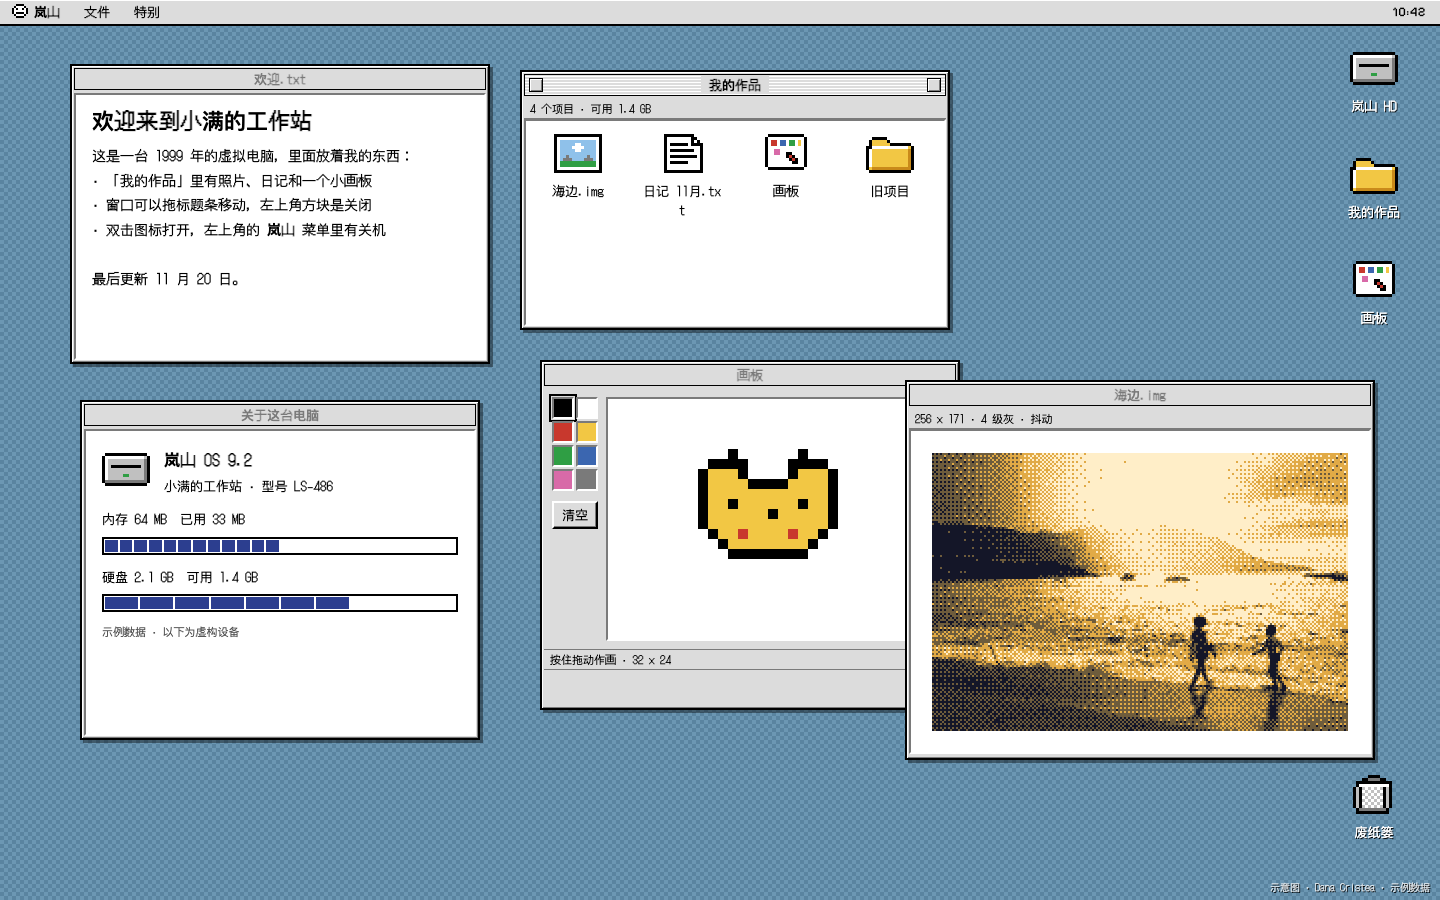 岚山 文件 特别 10:42
欢迎.txt
欢迎来到小满的工作站
这是一台 1999 年的虚拟电脑，里面放着我的东西：
· 「我的作品」里有照片、日记和一个小画板
· 窗口可以拖标题条移动，左上角方块是关闭
· 双击图标打开，左上角的 岚山 菜单里有关机
最后更新 11 月 20 日。
我的作品
4 个项目 · 可用 1.4 GB
海边.img
日记 11月.tx
t
画板
旧项目
岚山 HD
我的作品
画板
关于这台电脑
岚山 OS 9.2
小满的工作站 · 型号 LS-486
内存 64 MB 已用 33 MB
硬盘 2.1 GB 可用 1.4 GB
示例数据 · 以下为虚构设备
画板
清空
按住拖动作画 · 32 x 24
海边.img
256 x 171 · 4 级灰 · 抖动
废纸篓
示意图 · Dana Cristea · 示例数据